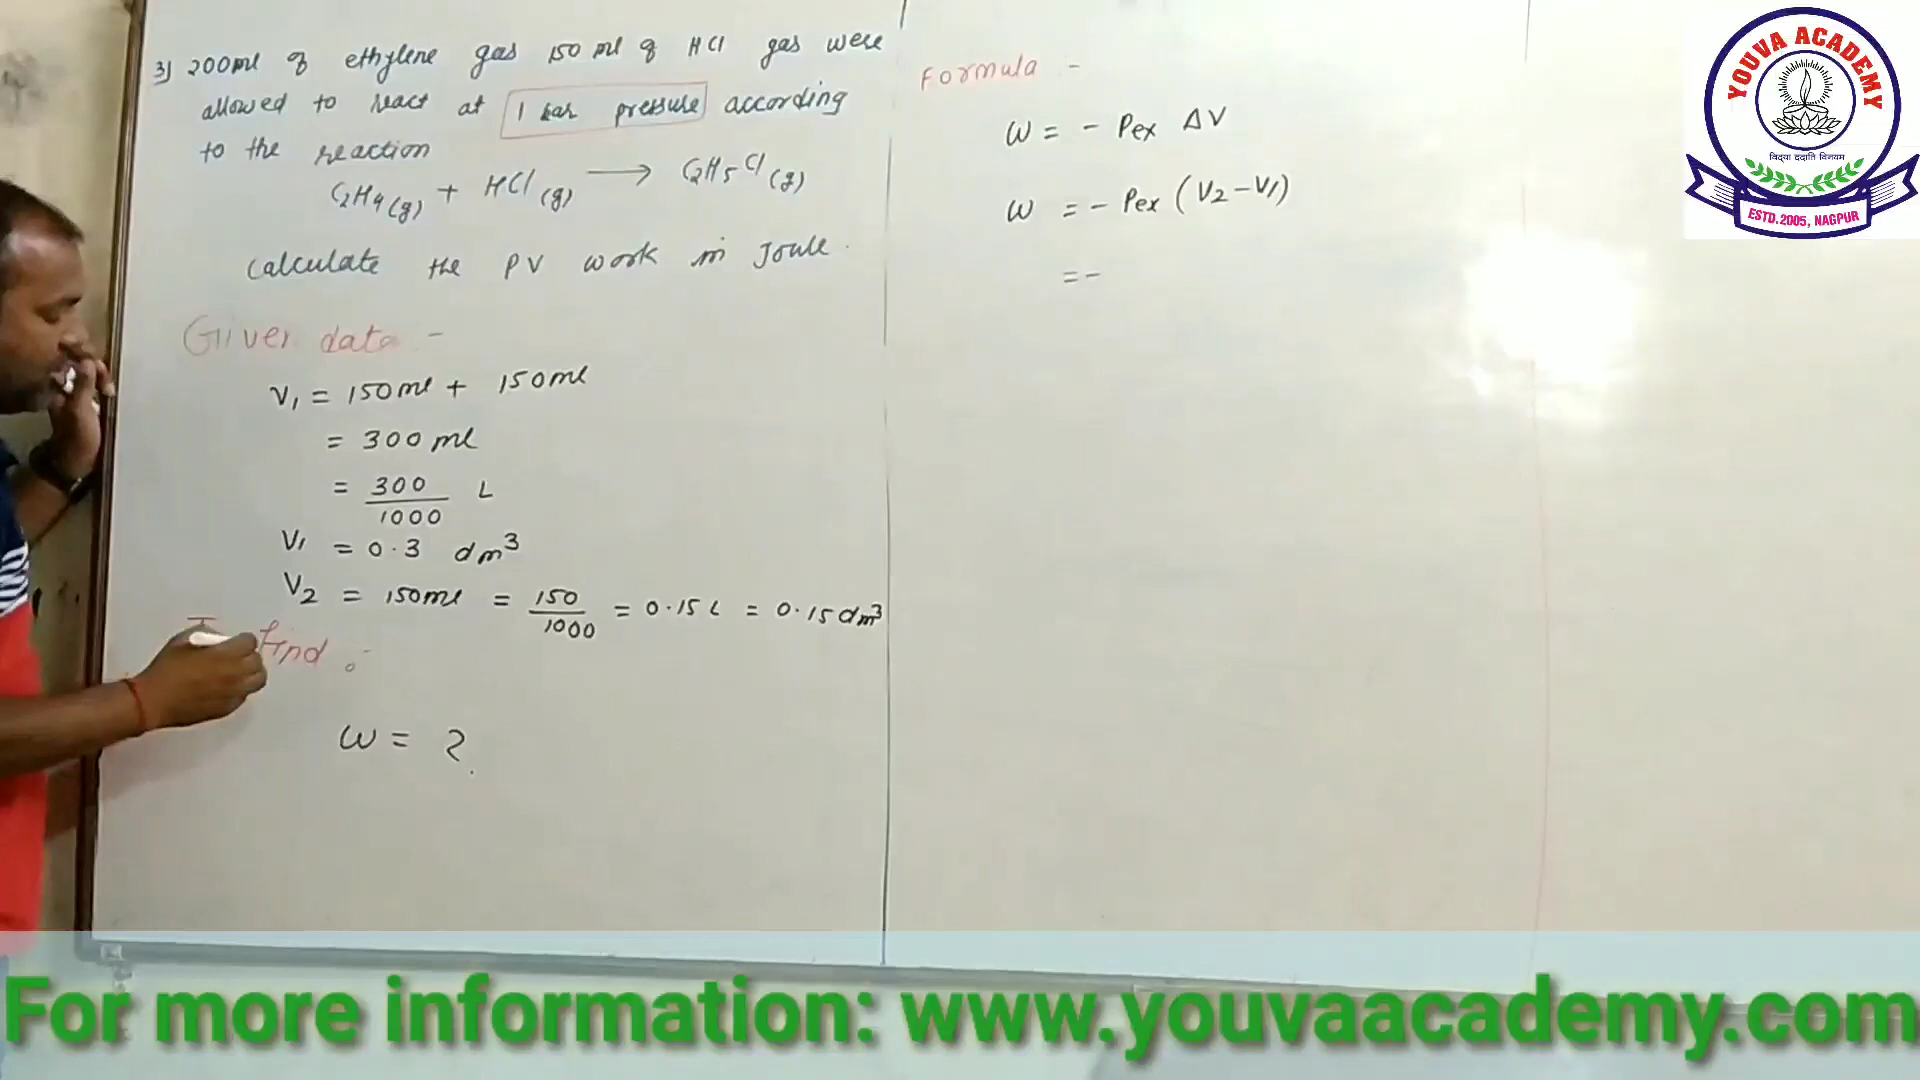 3) 200ml of ethylene gas 150 ml of HCl gas were
allowed to react at 1 bar pressure according
to the reaction
C2H4(g) + HCl(g) ⟶ C2H5Cl(g)
Calculate the PV work in Joule.
Given data -
V1 = 150ml + 150ml
= 300 ml
= 300/1000 L
V1 = 0.3 dm³
V2 = 150ml = 150/1000 = 0.15 L = 0.15 dm³
find :-
W = ?
Formula :-
W = - Pex ΔV
W = - Pex (V2 - V1)
= -
YOUVA ACADEMY
विद्या ददाति विनयम
ESTD. 2005, NAGPUR
For more information: www.youvaacademy.com